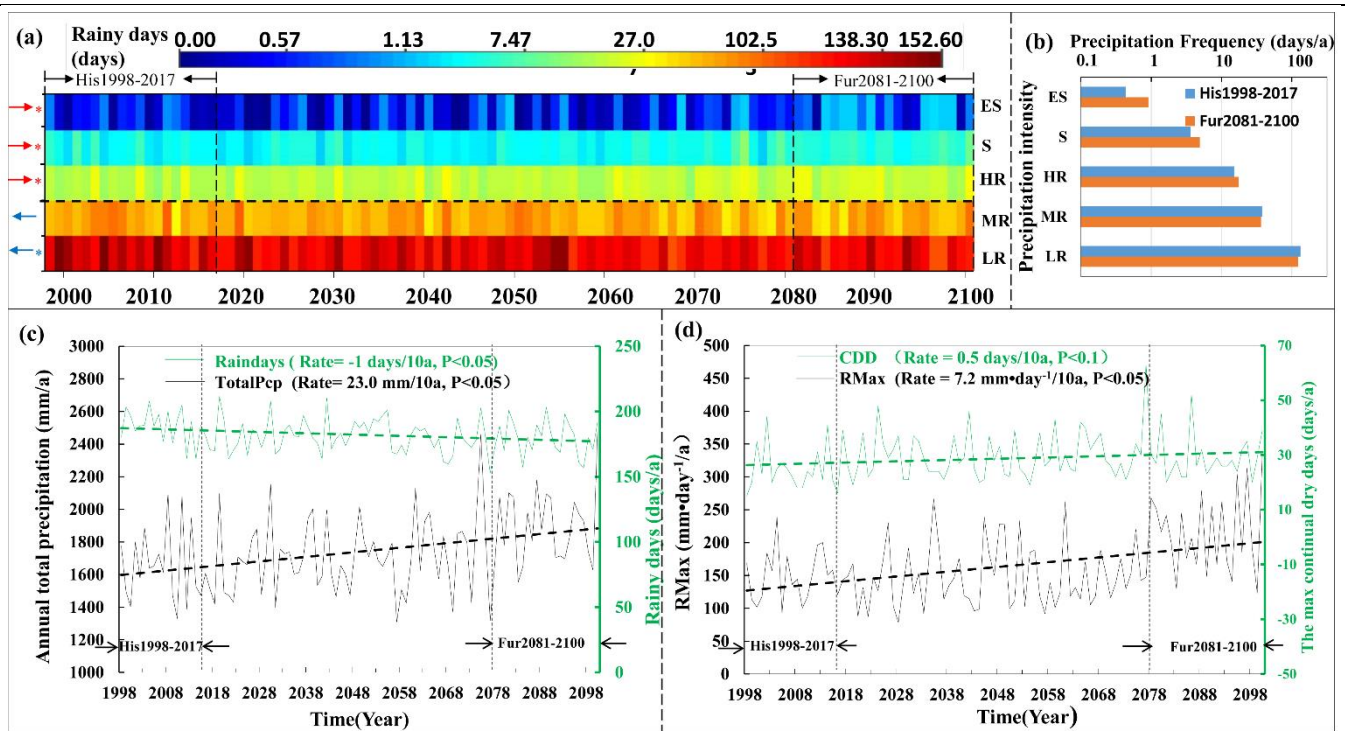 (a)
Rainy days
(days)
0.00 0.57 1.13 7.47 27.0 102.5 138.30 152.60
His1998-2017
Fur2081-2100
* ES
* S
* HR
MR
* LR
2000 2010 2020 2030 2040 2050 2060 2070 2080 2090 2100
(b)
Precipitation Frequency (days/a)
0.1 1 10 100
Precipitation intensity
ES
S
HR
MR
LR
His1998-2017
Fur2081-2100
(c)
Raindays ( Rate= -1 days/10a, P<0.05)
TotalPcp (Rate= 23.0 mm/10a, P<0.05)
Annual total precipitation (mm/a)
3000
2800
2600
2400
2200
2000
1800
1600
1400
1200
1000
250
200
150
100
50
0
Rainy days (days/a)
His1998-2017
Fur2081-2100
1998 2008 2018 2028 2038 2048 2058 2068 2078 2088 2098
Time(Year)
(d)
CDD (Rate = 0.5 days/10a, P<0.1)
RMax (Rate = 7.2 mm•day⁻¹/10a, P<0.05)
RMax (mm•day⁻¹/a)
500
450
400
350
300
250
200
150
100
50
0
70
50
30
10
-10
-30
-50
The max continual dry days (days/a)
His1998-2017
Fur2081-2100
1998 2008 2018 2028 2038 2048 2058 2068 2078 2088 2098
Time(Year)